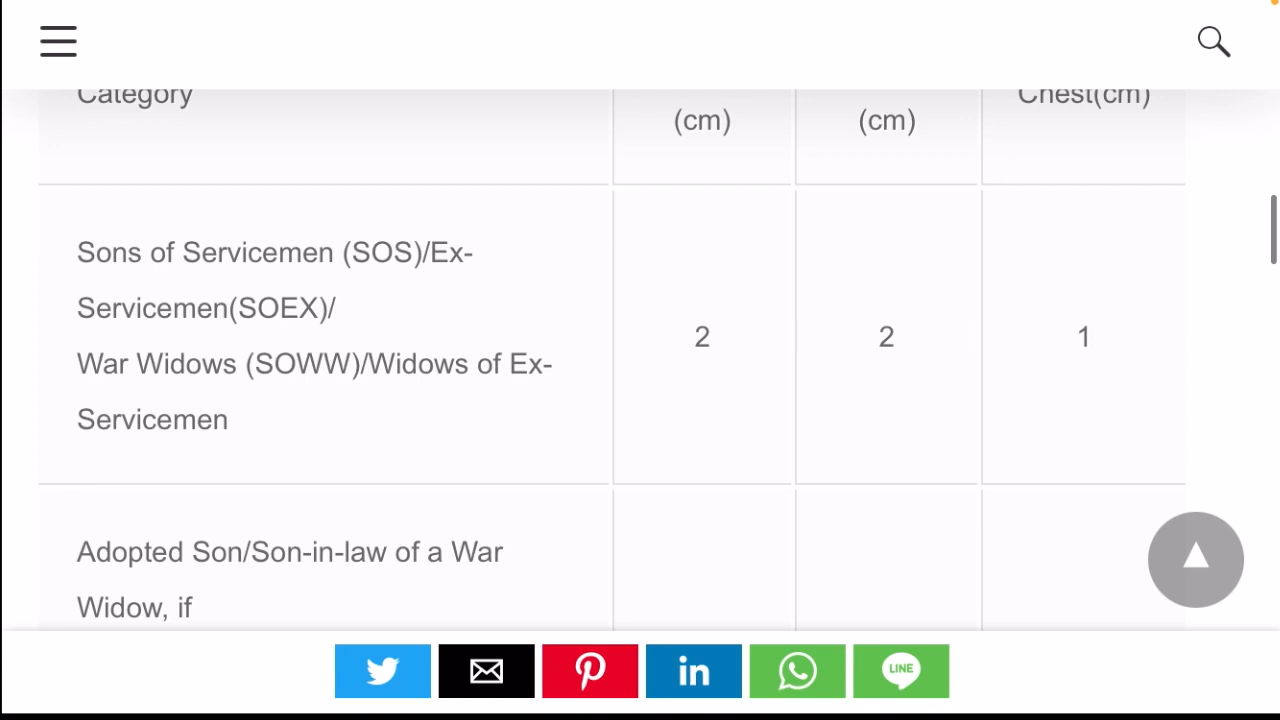 Category
Chest(cm)
(cm)
(cm)
Sons of Servicemen (SOS)/Ex-
Servicemen(SOEX)/
War Widows (SOWW)/Widows of Ex-
Servicemen
2
2
1
Adopted Son/Son-in-law of a War
Widow, if
LINE